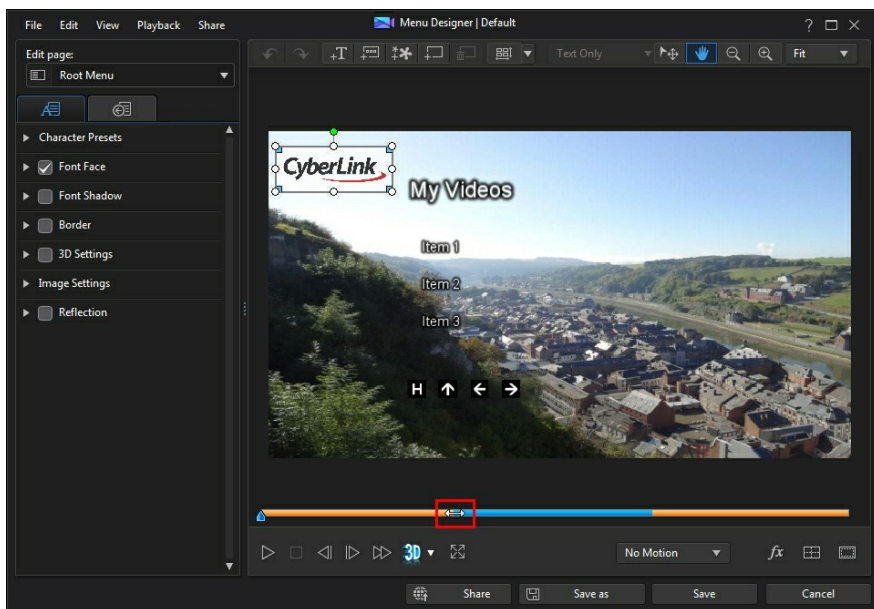 File Edit View Playback Share
Menu Designer | Default
?
Edit page:
Root Menu
Text Only
Fit
Character Presets
Font Face
Font Shadow
Border
3D Settings
Image Settings
Reflection
CyberLink
My Videos
Item 1
Item 2
Item 3
H
3D
No Motion
fx
Share
Save as
Save
Cancel